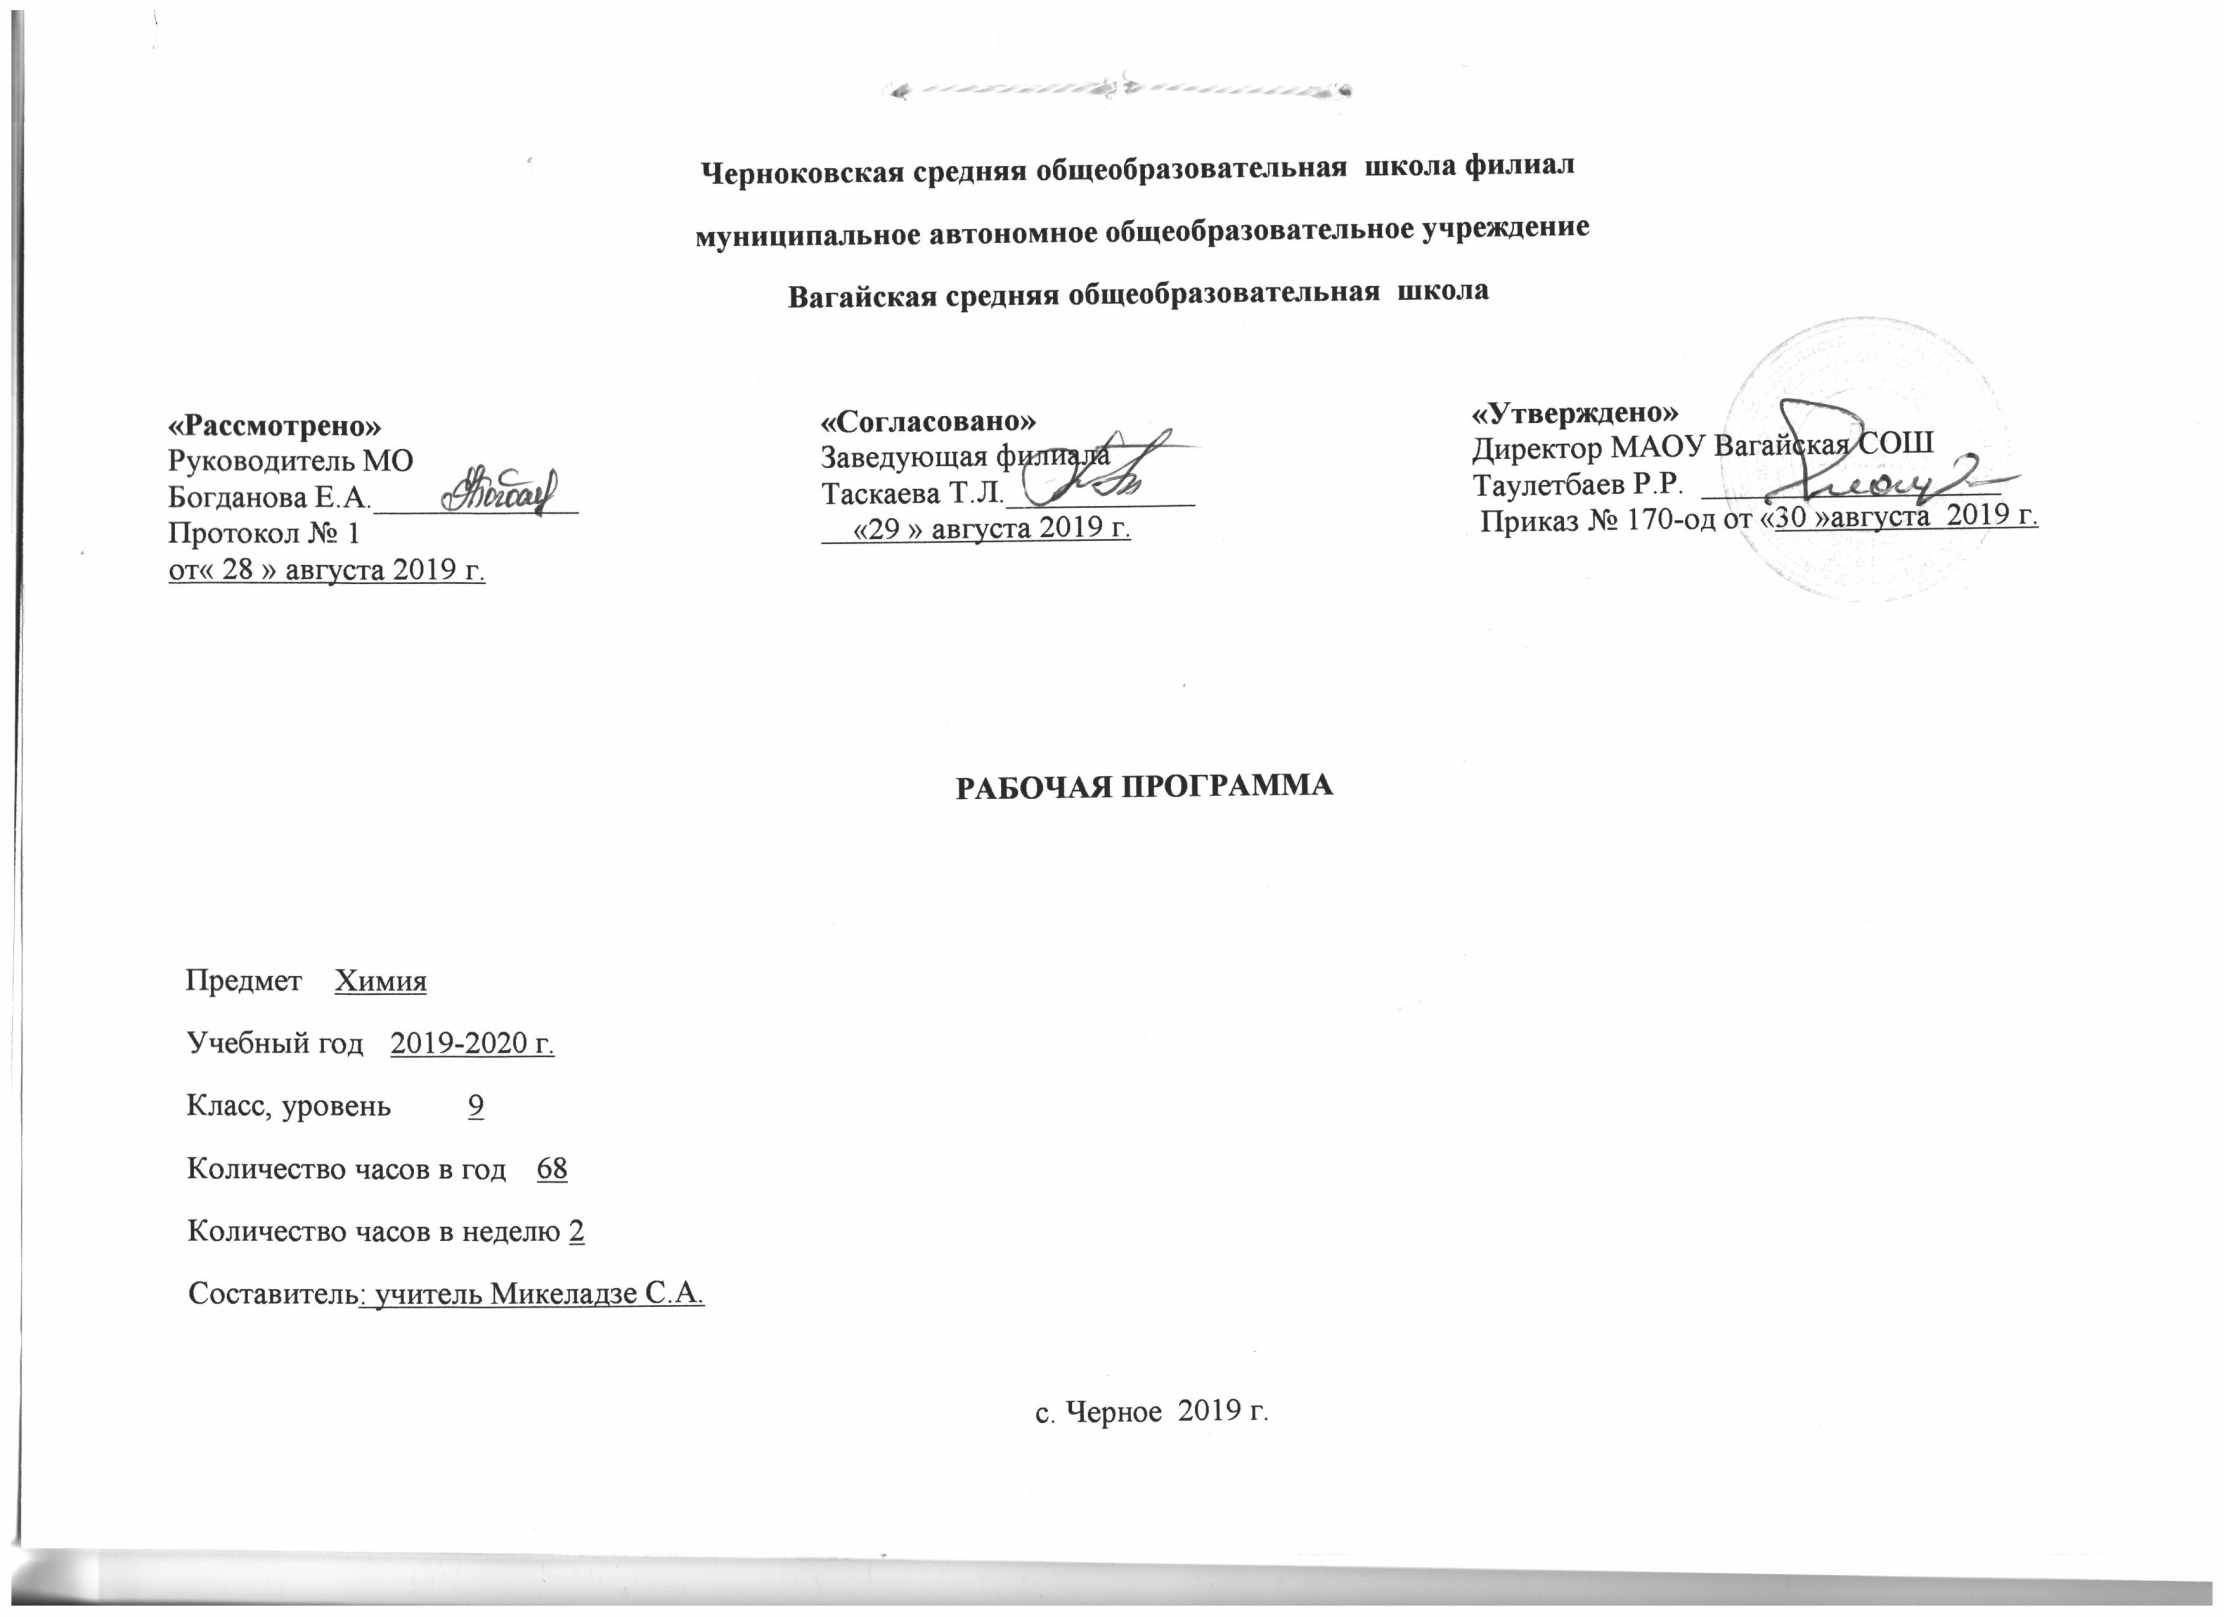 Черноковская средняя общеобразовательная школа филиал
муниципальное автономное общеобразовательное учреждение
Вагайская средняя общеобразовательная школа
«Рассмотрено»
Руководитель МО
Богданова Е.А.
Протокол № 1
от« 28 » августа 2019 г.
«Согласовано»
Заведующая филиала
Таскаева Т.Л.
«29 » августа 2019 г.
«Утверждено»
Директор МАОУ Вагайская СОШ
Таулетбаев Р.Р.
Приказ № 170-од от «30 »августа 2019 г.
РАБОЧАЯ ПРОГРАММА
Предмет Химия
Учебный год 2019-2020 г.
Класс, уровень 9
Количество часов в год 68
Количество часов в неделю 2
Составитель: учитель Микеладзе С.А.
с. Черное 2019 г.